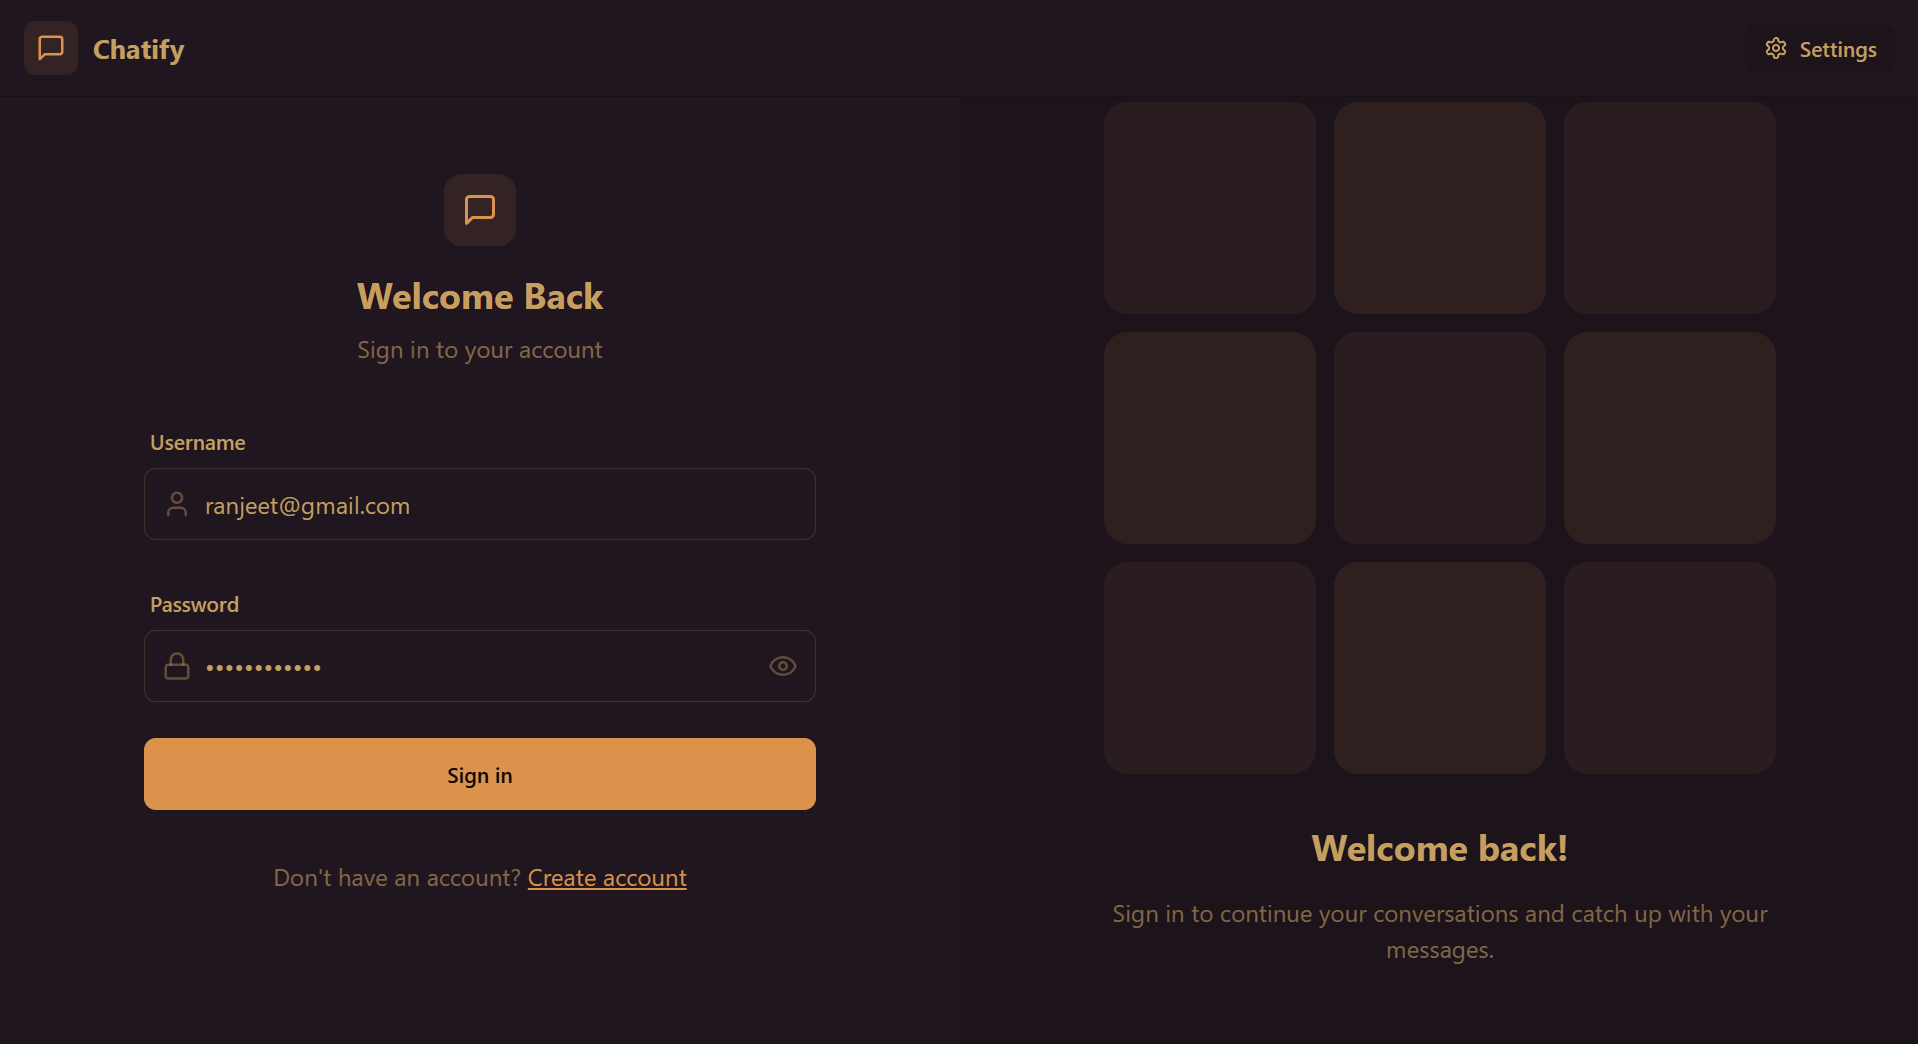 Chatify
Settings
Welcome Back
Sign in to your account
Username
ranjeet@gmail.com
Password
••••••••••••
Sign in
Don't have an account? Create account
Welcome back!
Sign in to continue your conversations and catch up with your
messages.